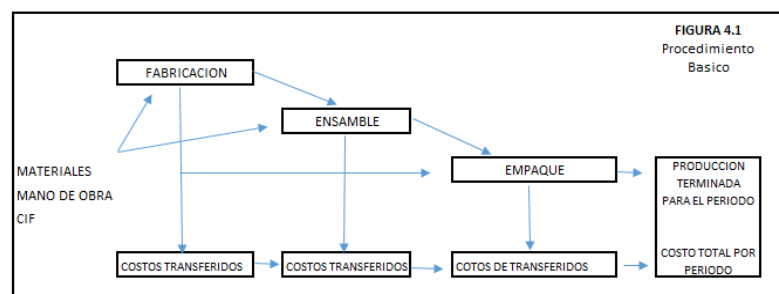 FIGURA 4.1
Procedimiento
Basico
FABRICACION
ENSAMBLE
EMPAQUE
MATERIALES
MANO DE OBRA
CIF
PRODUCCION
TERMINADA
PARA EL PERIODO
COSTO TOTAL POR
PERIODO
COSTOS TRANSFERIDOS
COSTOS TRANSFERIDOS
COTOS DE TRANSFERIDOS